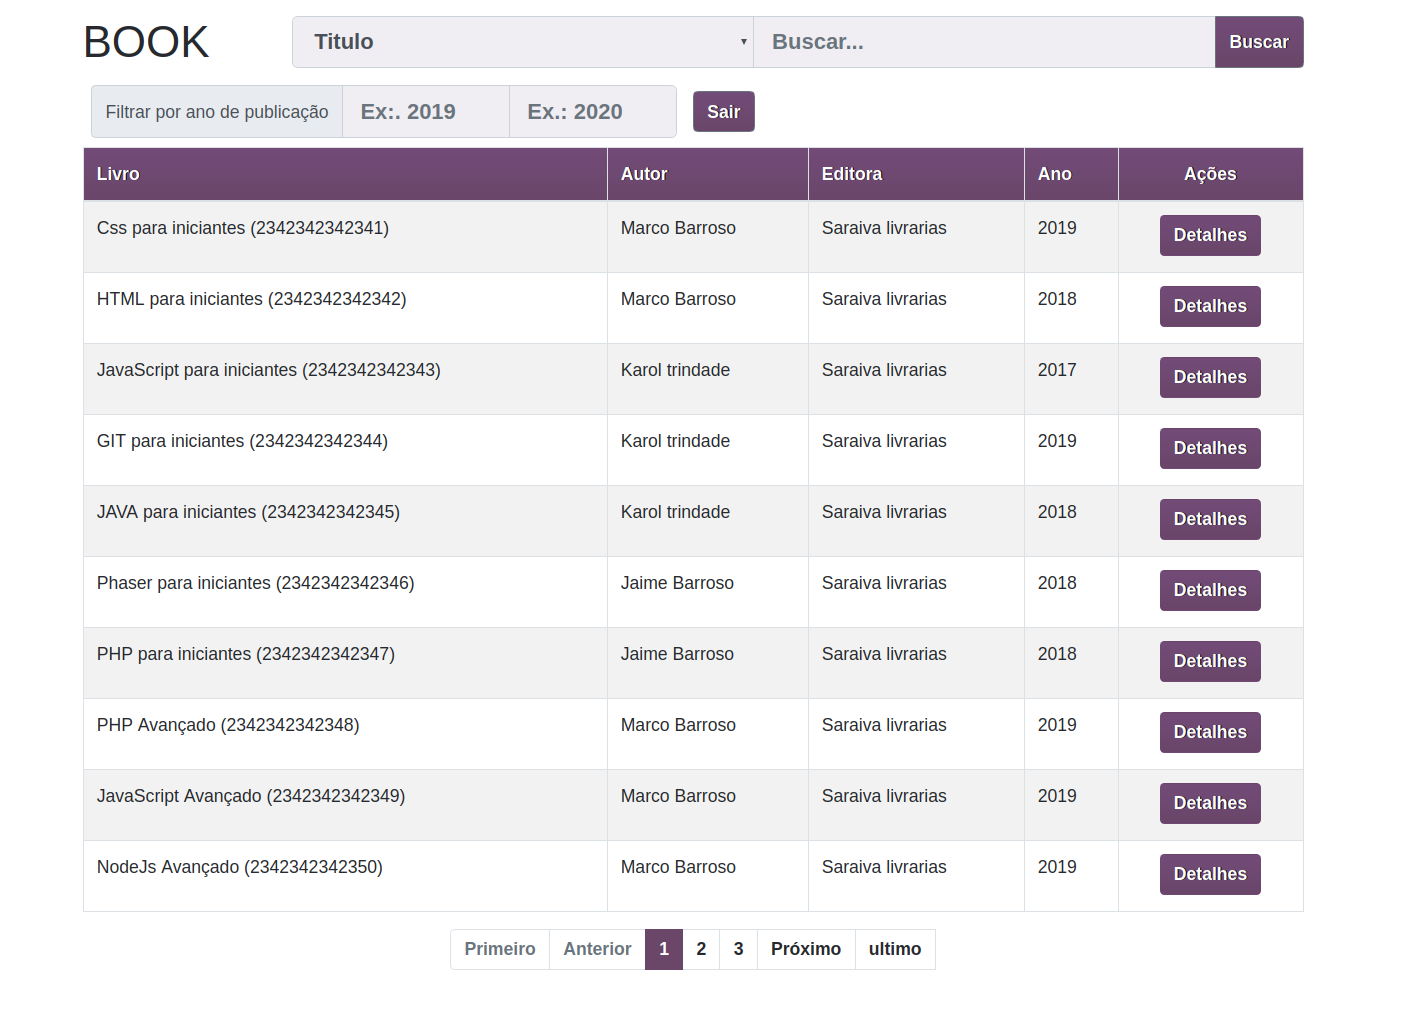 BOOK Titulo Buscar... Buscar
Filtrar por ano de publicação Ex:. 2019 Ex.: 2020 Sair
Livro Autor Editora Ano Ações
Css para iniciantes (2342342342341) Marco Barroso Saraiva livrarias 2019 Detalhes
HTML para iniciantes (2342342342342) Marco Barroso Saraiva livrarias 2018 Detalhes
JavaScript para iniciantes (2342342342343) Karol trindade Saraiva livrarias 2017 Detalhes
GIT para iniciantes (2342342342344) Karol trindade Saraiva livrarias 2019 Detalhes
JAVA para iniciantes (2342342342345) Karol trindade Saraiva livrarias 2018 Detalhes
Phaser para iniciantes (2342342342346) Jaime Barroso Saraiva livrarias 2018 Detalhes
PHP para iniciantes (2342342342347) Jaime Barroso Saraiva livrarias 2018 Detalhes
PHP Avançado (2342342342348) Marco Barroso Saraiva livrarias 2019 Detalhes
JavaScript Avançado (2342342342349) Marco Barroso Saraiva livrarias 2019 Detalhes
NodeJs Avançado (2342342342350) Marco Barroso Saraiva livrarias 2019 Detalhes
Primeiro Anterior 1 2 3 Próximo ultimo